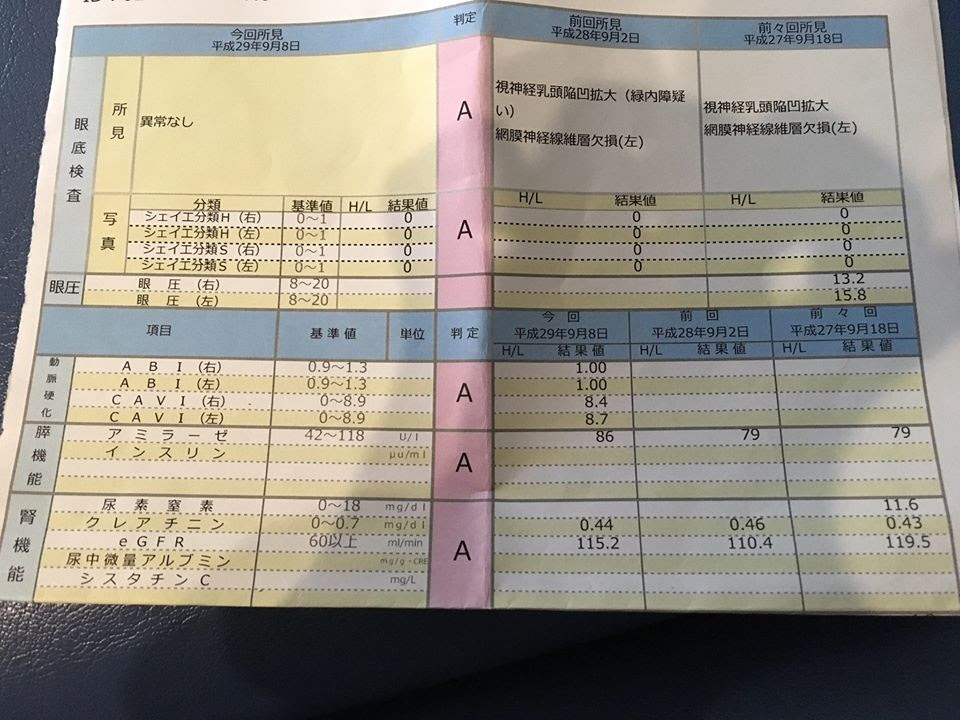 今回所見 判定 前回所見 前々回所見
平成29年9月8日 平成28年9月2日 平成27年9月18日
眼底検査 所見 異常なし A 視神経乳頭陥凹拡大（緑内障疑 視神経乳頭陥凹拡大
い） 網膜神経線維層欠損(左)
網膜神経線維層欠損(左)
写真 分類 基準値 H/L 結果値 A H/L 結果値 H/L 結果値
シェイエ分類H（右） 0～1 0 0 0
シェイエ分類H（左） 0～1 0 0 0
シェイエ分類S（右） 0～1 0 0 0
シェイエ分類S（左） 0～1 0 0 0
眼圧 眼圧（右） 8～20 13.2
眼圧（左） 8～20 15.8
項目 基準値 単位 判定 今回 前回 前々回
平成29年9月8日 平成28年9月2日 平成27年9月18日
H/L 結果値 H/L 結果値 H/L 結果値
動脈硬化 ABI（右） 0.9～1.3 A 1.00
ABI（左） 0.9～1.3 1.00
CAVI（右） 0～8.9 8.4
CAVI（左） 0～8.9 8.7
膵機能 アミラーゼ 42～118 U/l A 86 79 79
インスリン μu/ml
腎機能 尿素窒素 0～18 mg/dl A 11.6
クレアチニン 0～0.7 mg/dl 0.44 0.46 0.43
eGFR 60以上 ml/min 115.2 110.4 119.5
尿中微量アルブミン mg/g・CRE
シスタチンC mg/L